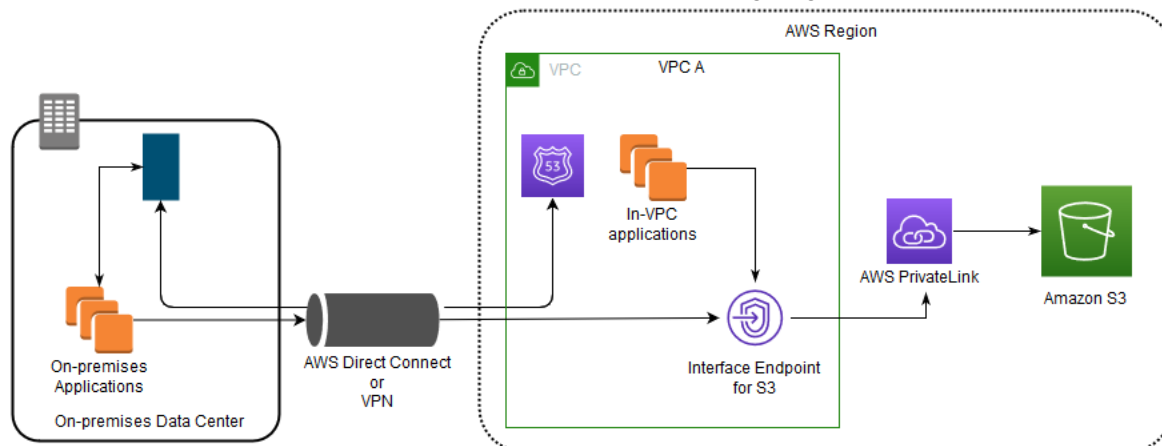 AWS Region
VPC
VPC A
53
In-VPC
applications
AWS PrivateLink
Amazon S3
On-premises
Applications
On-premises Data Center
AWS Direct Connect
or
VPN
Interface Endpoint
for S3